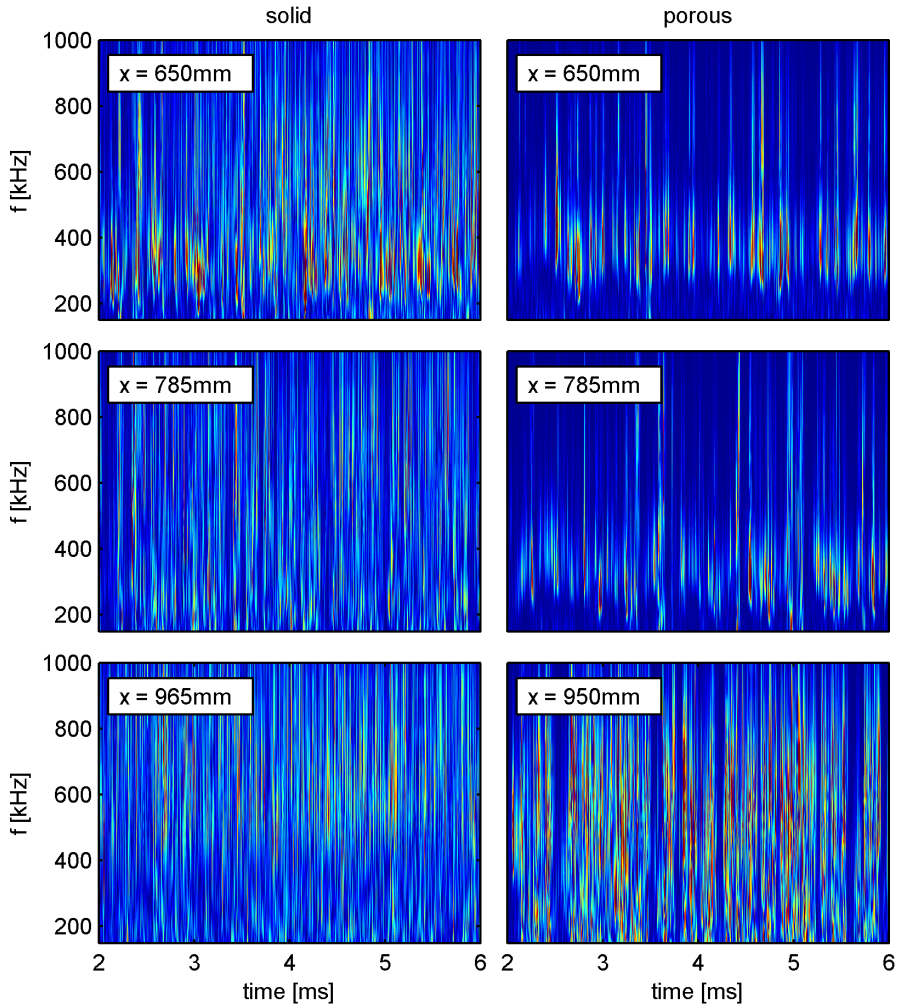 solid porous
1000
x = 650mm x = 650mm
800
600
f [kHz]
400
200
1000
x = 785mm x = 785mm
800
600
f [kHz]
400
200
1000
x = 965mm x = 950mm
800
600
f [kHz]
400
200
2 3 4 5 6 2 3 4 5 6
time [ms] time [ms]